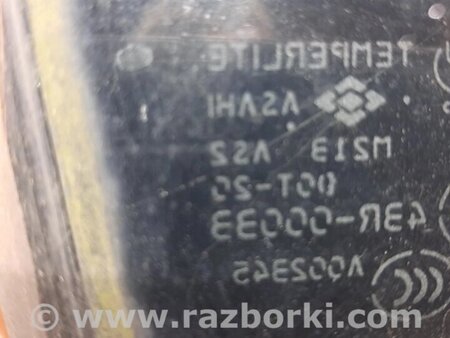 TEMPERLITE
ASAHI
M213 AS2
DOT-20
43R-00033
A002345
www.razborki.com